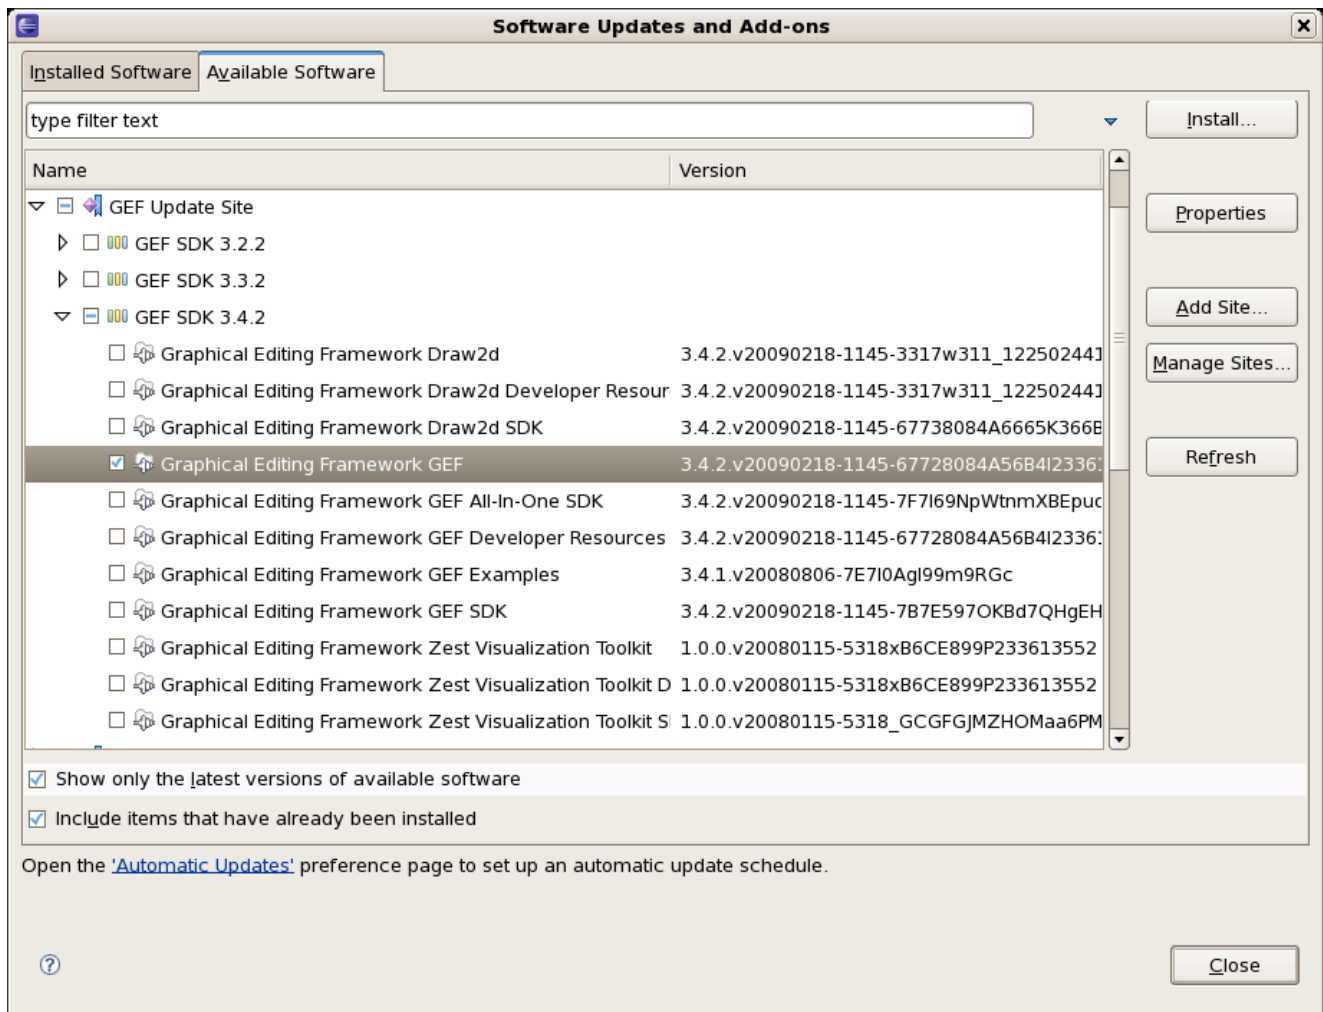 Software Updates and Add-ons
Installed Software Available Software
type filter text
Install...
Name Version
GEF Update Site
Properties
GEF SDK 3.2.2
GEF SDK 3.3.2
Add Site...
GEF SDK 3.4.2
Graphical Editing Framework Draw2d 3.4.2.v20090218-1145-3317w311_122502441
Manage Sites...
Graphical Editing Framework Draw2d Developer Resour 3.4.2.v20090218-1145-3317w311_122502441
Graphical Editing Framework Draw2d SDK 3.4.2.v20090218-1145-67738084A6665K366B
Refresh
Graphical Editing Framework GEF 3.4.2.v20090218-1145-67728084A56B4I23361
Graphical Editing Framework GEF All-In-One SDK 3.4.2.v20090218-1145-7F7I69NpWtnmXBEpuc
Graphical Editing Framework GEF Developer Resources 3.4.2.v20090218-1145-67728084A56B4I23361
Graphical Editing Framework GEF Examples 3.4.1.v20080806-7E7I0AgI99m9RGc
Graphical Editing Framework GEF SDK 3.4.2.v20090218-1145-7B7E597OKBd7QHgEH
Graphical Editing Framework Zest Visualization Toolkit 1.0.0.v20080115-5318xB6CE899P233613552
Graphical Editing Framework Zest Visualization Toolkit D 1.0.0.v20080115-5318xB6CE899P233613552
Graphical Editing Framework Zest Visualization Toolkit S 1.0.0.v20080115-5318_GCGFGJMZHOMaa6PM
Show only the latest versions of available software
Include items that have already been installed
Open the 'Automatic Updates' preference page to set up an automatic update schedule.
Close